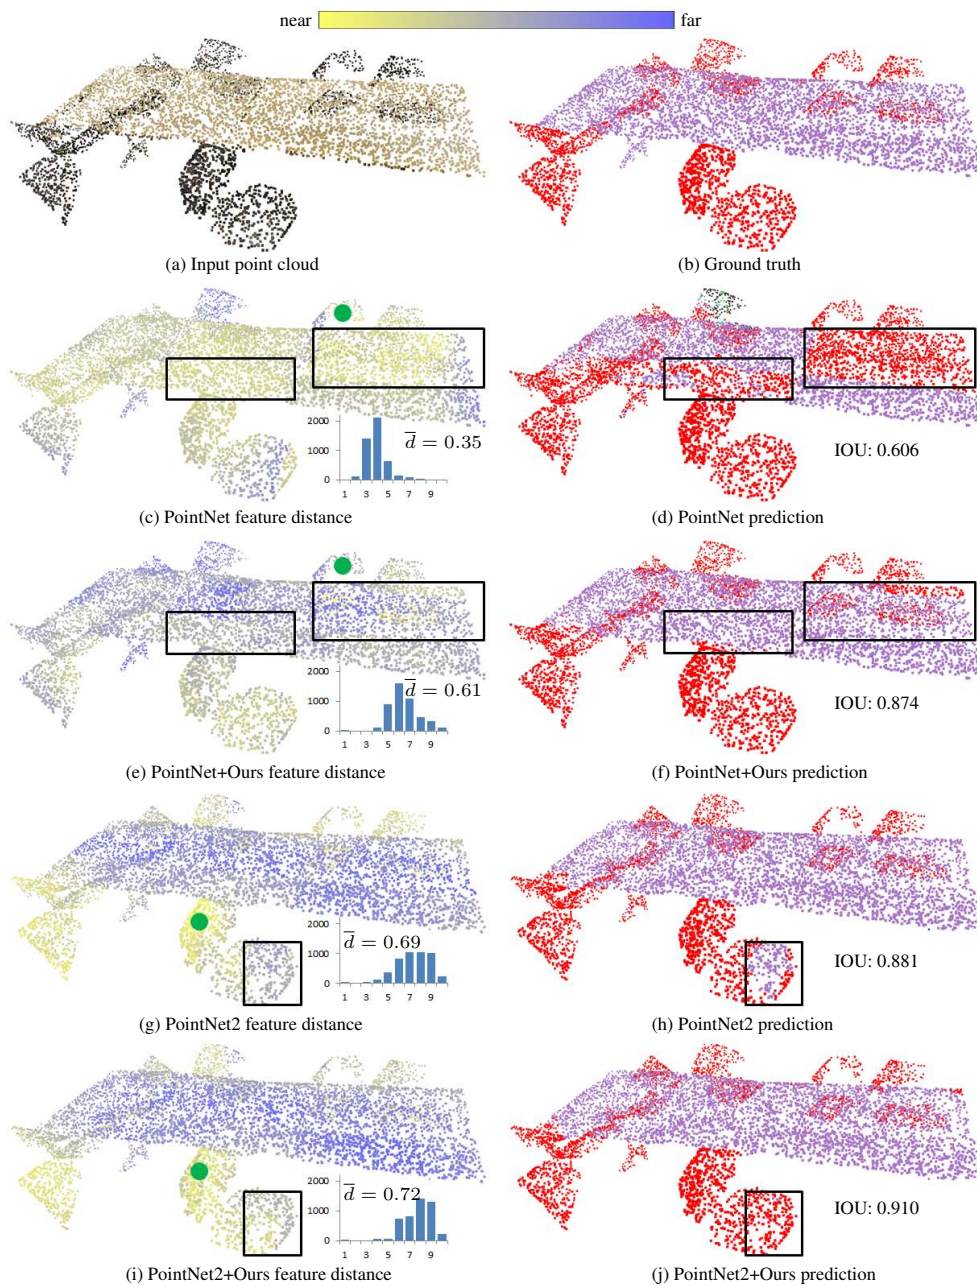 near far
(a) Input point cloud (b) Ground truth
2000
1000
0
1 3 5 7 9
d̅ = 0.35
IOU: 0.606
(c) PointNet feature distance (d) PointNet prediction
2000
1000
0
1 3 5 7 9
d̅ = 0.61
IOU: 0.874
(e) PointNet+Ours feature distance (f) PointNet+Ours prediction
2000
1000
0
1 3 5 7 9
d̅ = 0.69
IOU: 0.881
(g) PointNet2 feature distance (h) PointNet2 prediction
2000
1000
0
1 3 5 7 9
d̅ = 0.72
IOU: 0.910
(i) PointNet2+Ours feature distance (j) PointNet2+Ours prediction